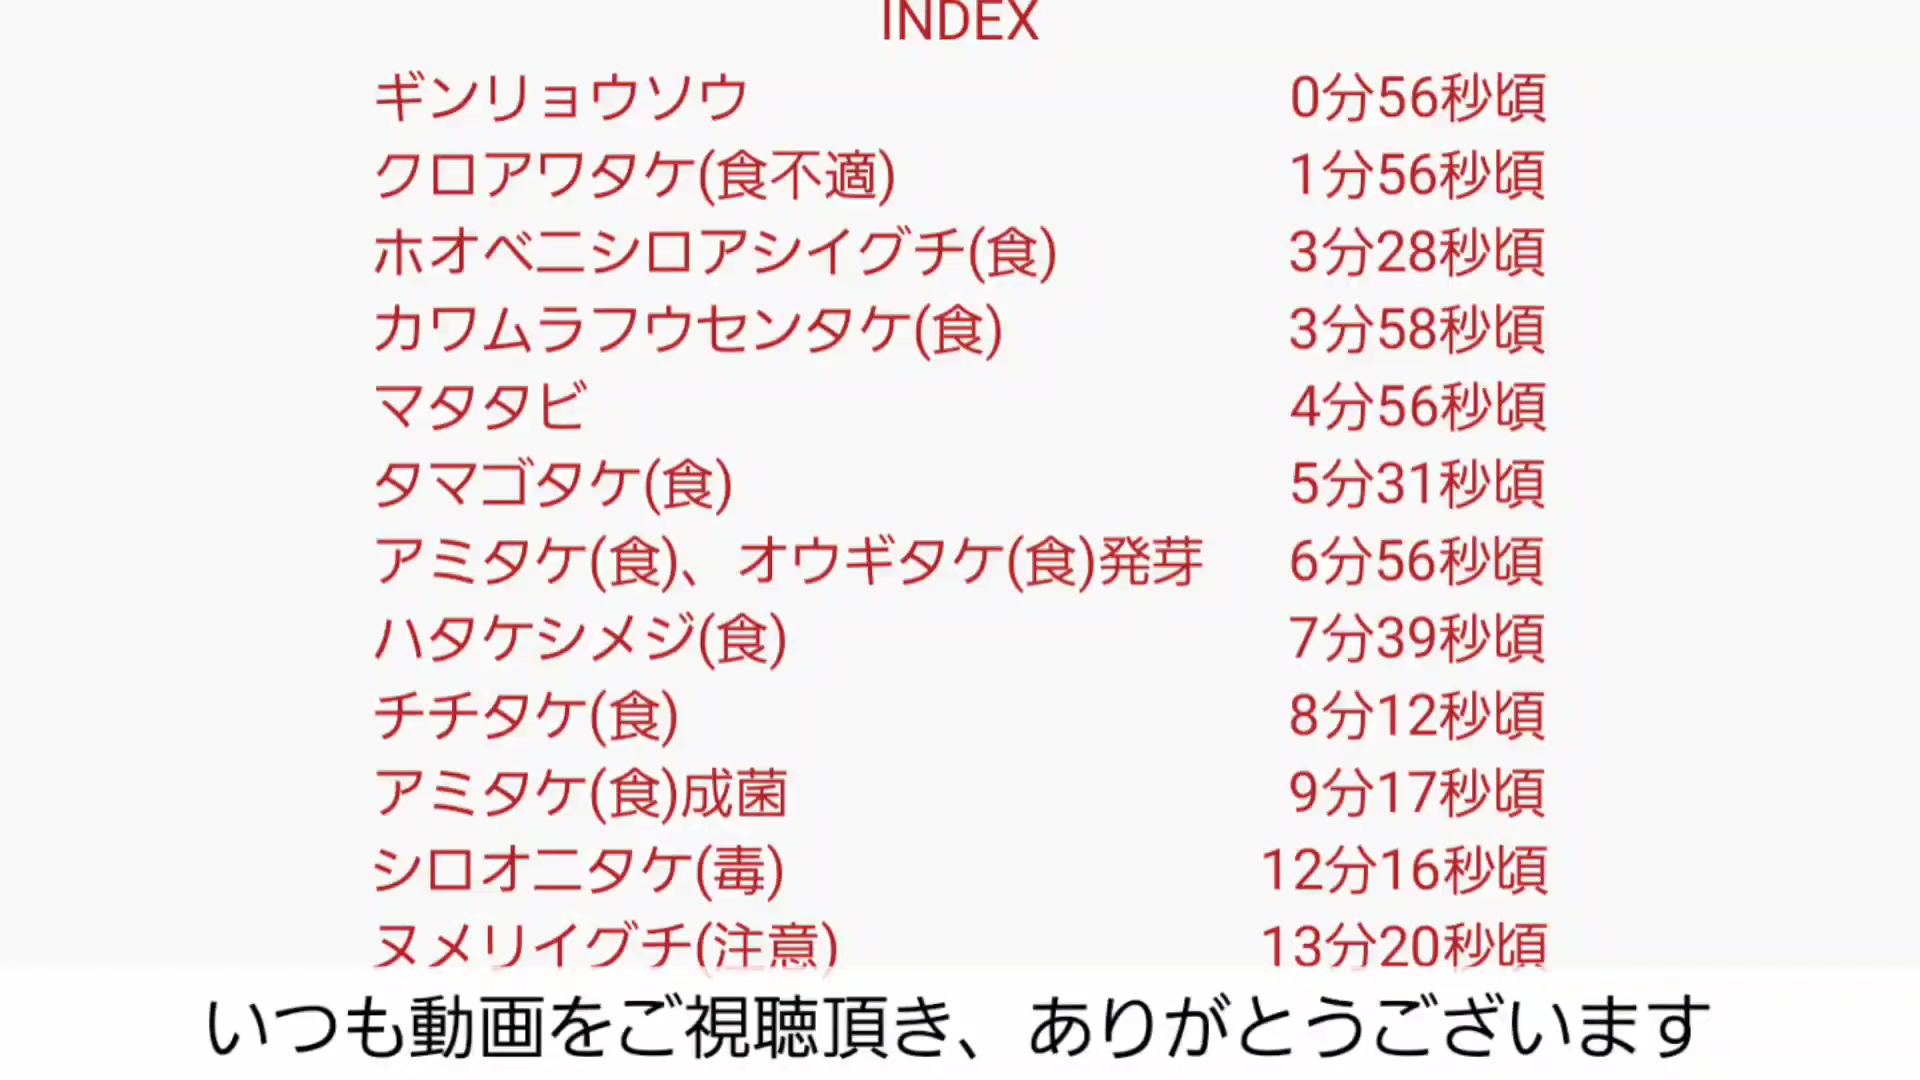 INDEX
ギンリョウソウ 0分56秒頃
クロアワタケ(食不適) 1分56秒頃
ホオベニシロアシイグチ(食) 3分28秒頃
カワムラフウセンタケ(食) 3分58秒頃
マタタビ 4分56秒頃
タマゴタケ(食) 5分31秒頃
アミタケ(食)、オウギタケ(食)発芽 6分56秒頃
ハタケシメジ(食) 7分39秒頃
チチタケ(食) 8分12秒頃
アミタケ(食)成菌 9分17秒頃
シロオニタケ(毒) 12分16秒頃
ヌメリイグチ(注意) 13分20秒頃
いつも動画をご視聴頂き、ありがとうございます